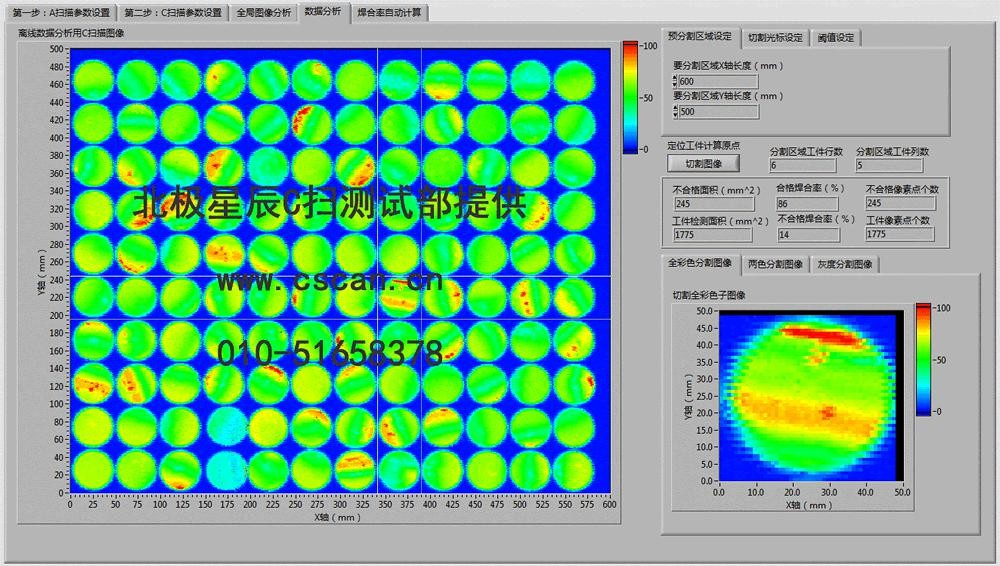 第一步：A扫描参数设置 第二步：C扫描参数设置 全局图像分析 数据分析 焊合率自动计算
离线数据分析用C扫描图像
500
480
460
440
420
400
380
360
340
320
300
280
260
240
220
200
180
160
140
120
100
80
60
40
20
0
Y轴（mm）
0 25 50 75 100 125 150 175 200 225 250 275 300 325 350 375 400 425 450 475 500 525 550 575 600
X轴（mm）
100
50
0
北极星辰C扫测试部提供
www.cscan.cn
010-51658378
预分割区域设定 切割光标设定 阈值设定
要分割区域X轴长度（mm）
600
要分割区域Y轴长度（mm）
500
定位工件计算原点 分割区域工件行数 分割区域工件列数
切割图像 6 5
不合格面积（mm^2） 合格焊合率（%） 不合格像素点个数
245 86 245
工件检测面积（mm^2） 不合格焊合率（%） 工件像素点个数
1775 14 1775
全彩色分割图像 两色分割图像 灰度分割图像
切割全彩色子图像
50.0
45.0
40.0
35.0
30.0
25.0
20.0
15.0
10.0
5.0
0.0
Y轴（mm）
0.0 10.0 20.0 30.0 40.0 50.0
X轴（mm）
100
50
0